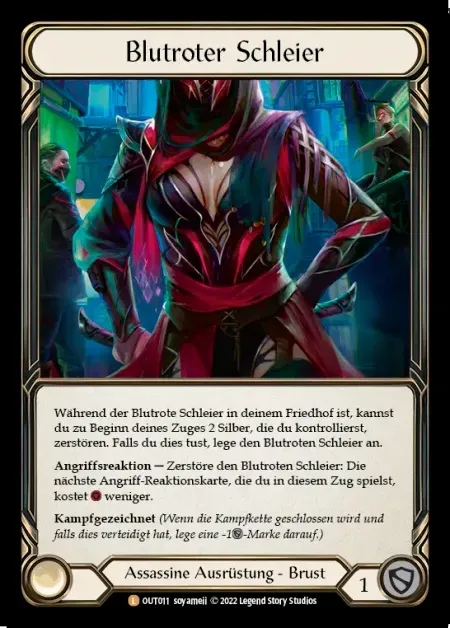 Blutroter Schleier
Während der Blutrote Schleier in deinem Friedhof ist, kannst
du zu Beginn deines Zuges 2 Silber, die du kontrollierst,
zerstören. Falls du dies tust, lege den Blutroten Schleier an.
Angriffsreaktion — Zerstöre den Blutroten Schleier: Die
nächste Angriff-Reaktionskarte, die du in diesem Zug spielst,
kostet weniger.
Kampfgezeichnet (Wenn die Kampfkette geschlossen wird und
falls dies verteidigt hat, lege eine -1 -Marke darauf.)
Assassine Ausrüstung - Brust
1
L OUT011 soyameii © 2022 Legend Story Studios